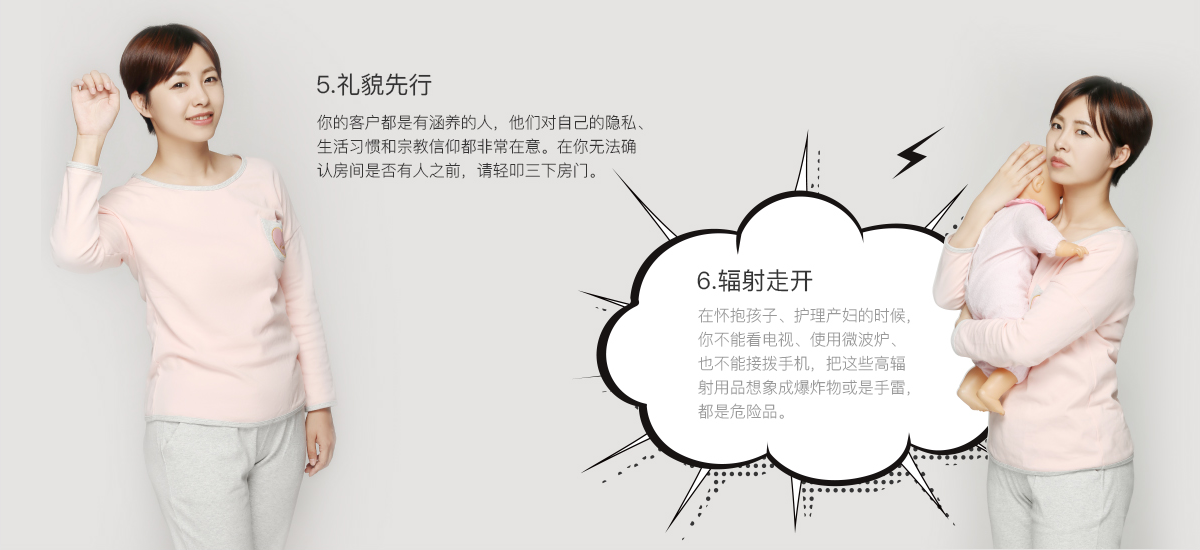 5.礼貌先行
你的客户都是有涵养的人，他们对自己的隐私、
生活习惯和宗教信仰都非常在意。在你无法确
认房间是否有人之前，请轻叩三下房门。
6.辐射走开
在怀抱孩子、护理产妇的时候，
你不能看电视、使用微波炉、
也不能接拨手机，把这些高辐
射用品想象成爆炸物或是手雷，
都是危险品。